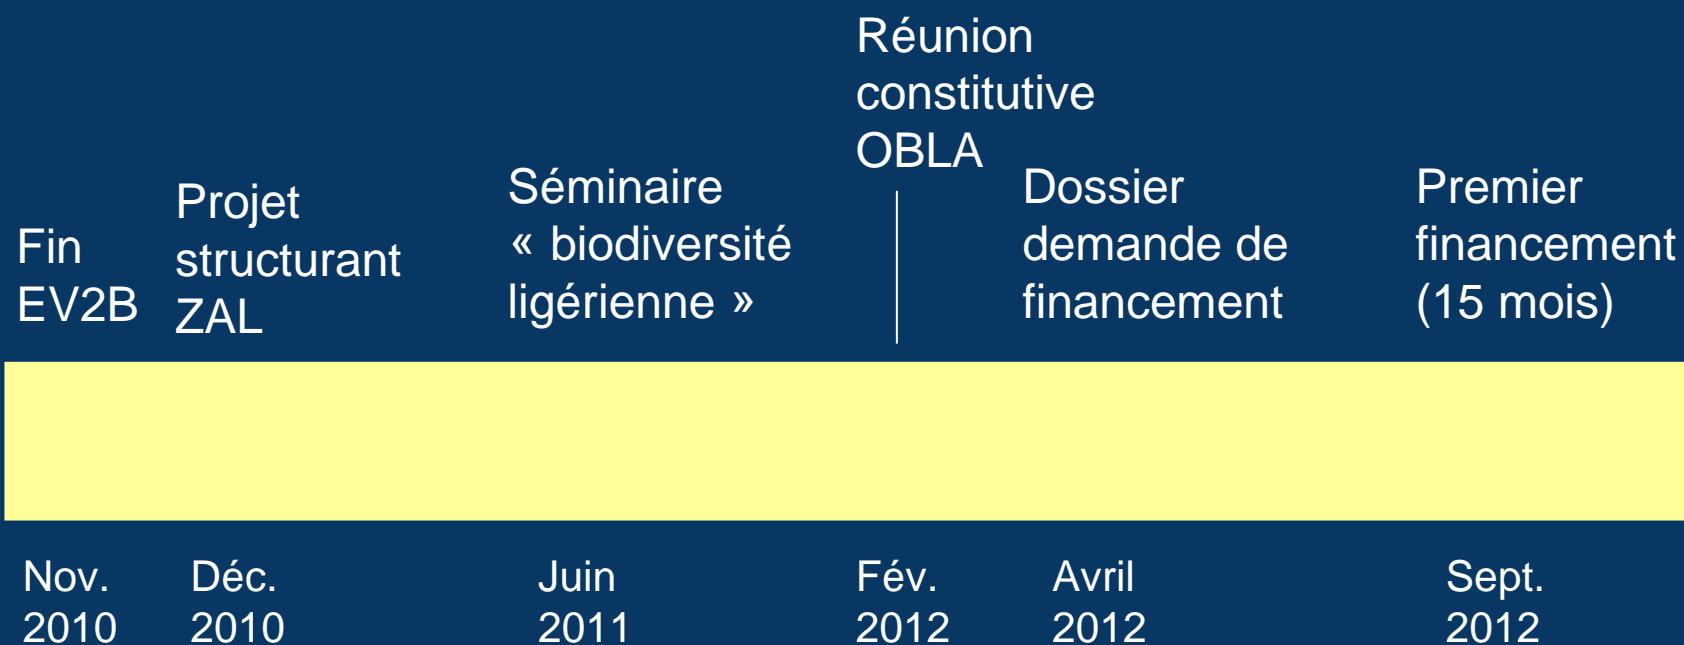 Fin
EV2B
Projet
structurant
ZAL
Séminaire
« biodiversité
ligérienne »
Réunion
constitutive
OBLA
Dossier
demande de
financement
Premier
financement
(15 mois)
Nov.
2010
Déc.
2010
Juin
2011
Fév.
2012
Avril
2012
Sept.
2012